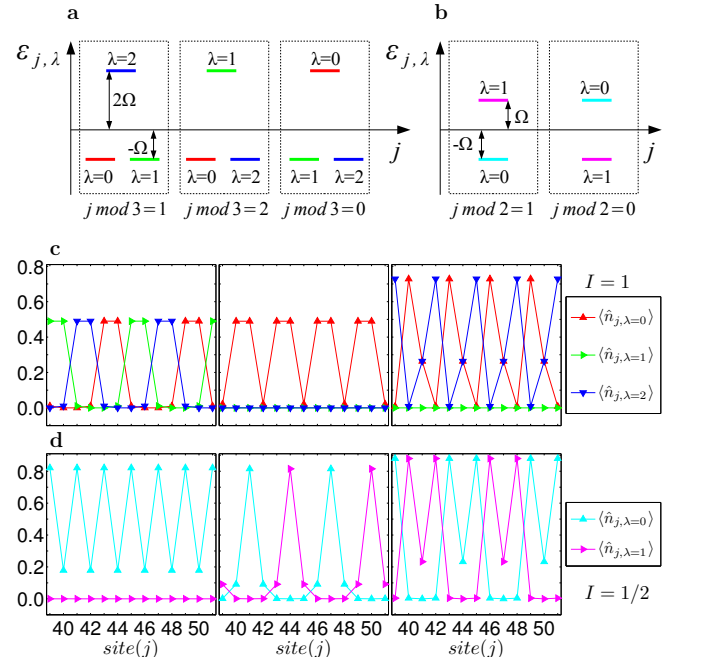 a
b
ε_{j,λ}
λ=2
λ=1
λ=0
2Ω
-Ω
j
λ=0 λ=1 λ=0 λ=2 λ=1 λ=2
j mod 3=1 j mod 3=2 j mod 3=0
ε_{j,λ}
λ=1
λ=0
Ω
-Ω
j
λ=0 λ=1
j mod 2=1 j mod 2=0
c
0.8
0.6
0.4
0.2
0.0
I = 1
⟨n̂_{j,λ=0}⟩
⟨n̂_{j,λ=1}⟩
⟨n̂_{j,λ=2}⟩
d
0.8
0.6
0.4
0.2
0.0
⟨n̂_{j,λ=0}⟩
⟨n̂_{j,λ=1}⟩
I = 1/2
40 42 44 46 48 50 40 42 44 46 48 50 40 42 44 46 48 50
site(j) site(j) site(j)